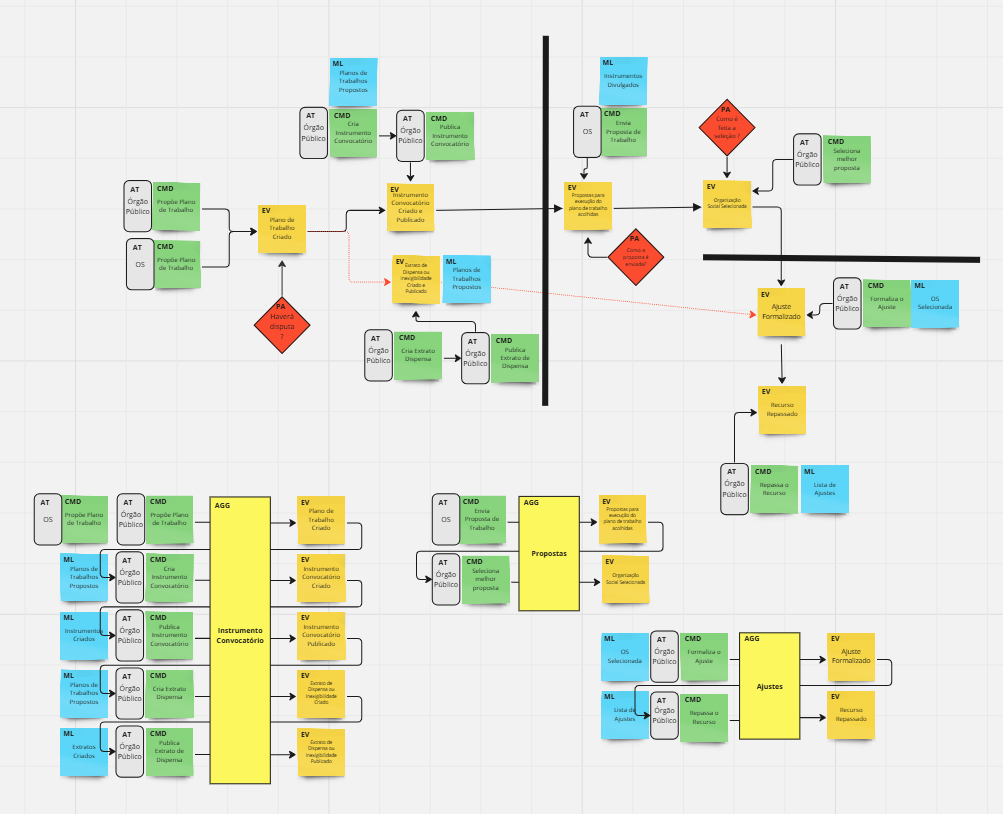 ML
Planos de
Trabalhos
Propostos
AT
Órgão
Público
CMD
Cria
Instrumento
Convocatório
AT
Órgão
Público
CMD
Publica
Instrumento
Convocatório
ML
Instrumentos
Divulgados
AT
OS
CMD
Envia
Proposta de
Trabalho
PA
Como é
feita a
seleção ?
AT
Órgão
Público
CMD
Seleciona
melhor
proposta
AT
Órgão
Público
CMD
Propõe Plano
de Trabalho
AT
OS
CMD
Propõe Plano
de Trabalho
EV
Plano de
Trabalho
Criado
EV
Instrumento
Convocatório
Criado e
Publicado
EV
Propostas para
execução do
plano de trabalho
acolhidas
EV
Organização
Social Selecionada
PA
Como a
proposta é
enviada?
EV
Extrato de
Dispensa ou
Inexigibilidade
Criado e
Publicado
ML
Planos de
Trabalhos
Propostos
PA
Haverá
disputa
?
AT
Órgão
Público
CMD
Cria Extrato
Dispensa
AT
Órgão
Público
CMD
Publica
Extrato de
Dispensa
EV
Ajuste
Formalizado
AT
Órgão
Público
CMD
Formaliza o
Ajuste
ML
OS
Selecionada
EV
Recurso
Repassado
AT
Órgão
Público
CMD
Repassa o
Recurso
ML
Lista de
Ajustes
AT
OS
CMD
Propõe Plano
de Trabalho
AT
Órgão
Público
CMD
Propõe Plano
de Trabalho
AGG
Instrumento
Convocatório
EV
Plano de
Trabalho
Criado
ML
Planos de
Trabalhos
Propostos
AT
Órgão
Público
CMD
Cria
Instrumento
Convocatório
EV
Instrumento
Convocatório
Criado
ML
Instrumentos
Criados
AT
Órgão
Público
CMD
Publica
Instrumento
Convocatório
EV
Instrumento
Convocatório
Publicado
ML
Planos de
Trabalhos
Propostos
AT
Órgão
Público
CMD
Cria Extrato
Dispensa
EV
Extrato de
Dispensa ou
Inexigibilidade
Criado
ML
Extratos
Criados
AT
Órgão
Público
CMD
Publica
Extrato de
Dispensa
EV
Extrato de
Dispensa ou
Inexigibilidade
Publicado
AT
OS
CMD
Envia
Proposta de
Trabalho
AGG
Propostas
EV
Propostas para
execução do
plano de trabalho
acolhidas
AT
Órgão
Público
CMD
Seleciona
melhor
proposta
EV
Organização
Social Selecionada
ML
OS
Selecionada
AT
Órgão
Público
CMD
Formaliza o
Ajuste
AGG
Ajustes
EV
Ajuste
Formalizado
ML
Lista de
Ajustes
AT
Órgão
Público
CMD
Repassa o
Recurso
EV
Recurso
Repassado